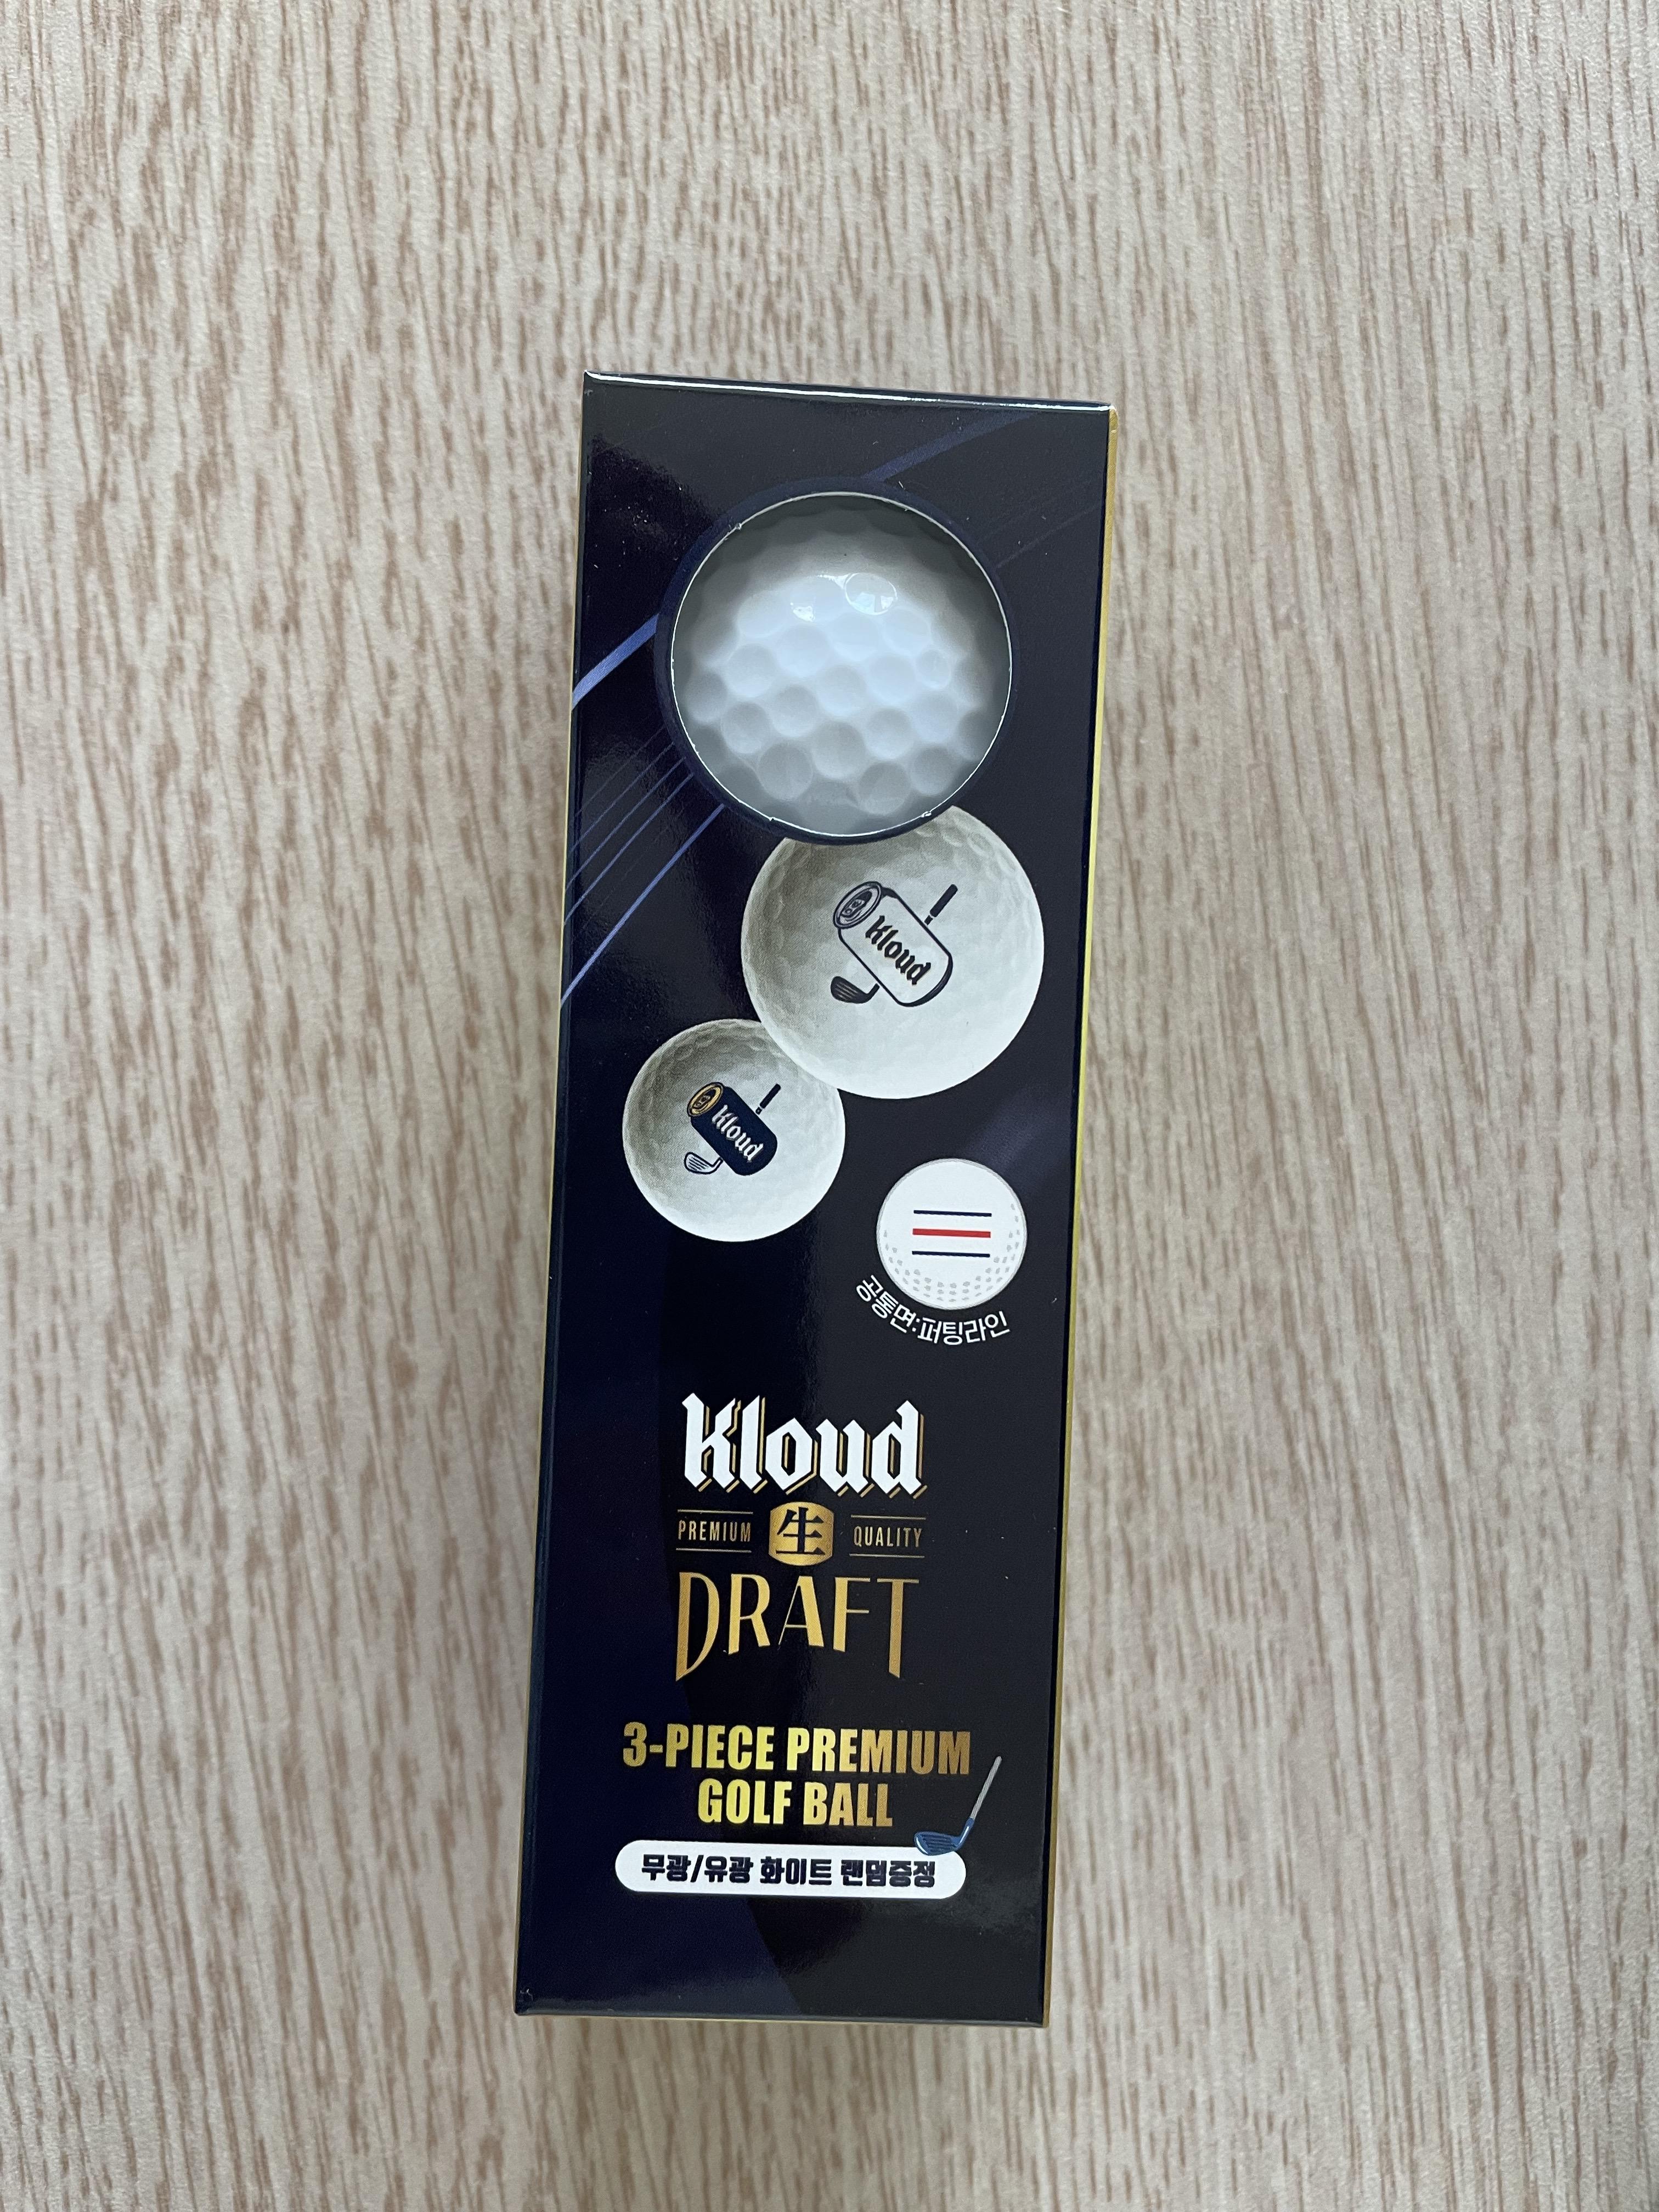 Kloud
Kloud
공통면:퍼팅라인
Kloud
PREMIUM 生 QUALITY
DRAFT
3-PIECE PREMIUM
GOLF BALL
무광/유광 화이트 랜덤증정